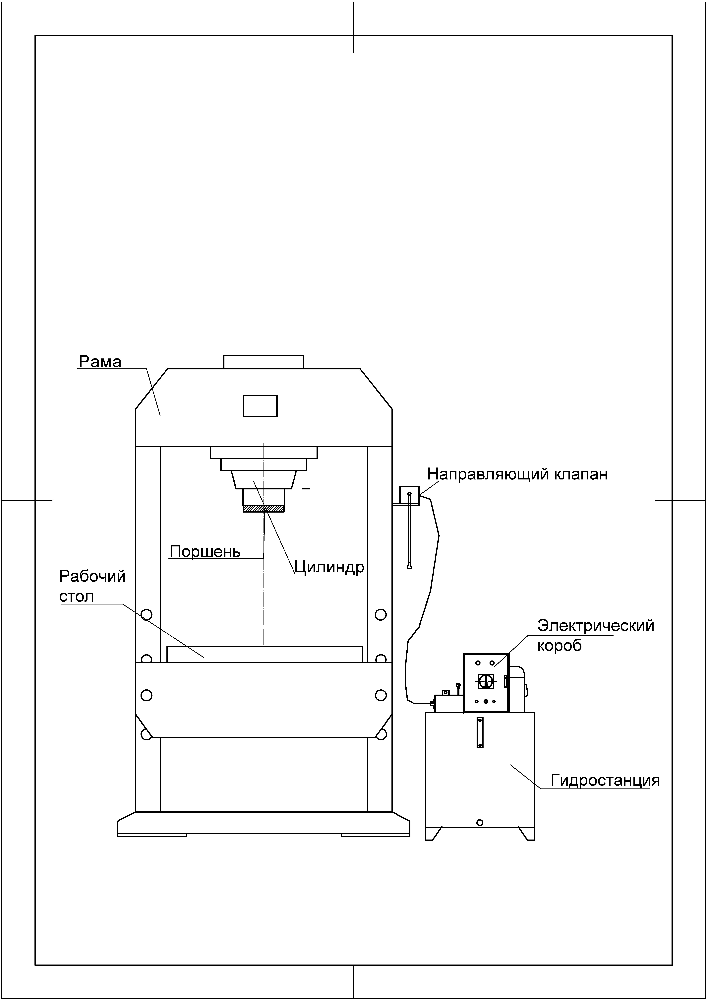 Рама
Направляющий клапан
Поршень
Цилиндр
Рабочий
стол
Электрический
короб
Гидростанция